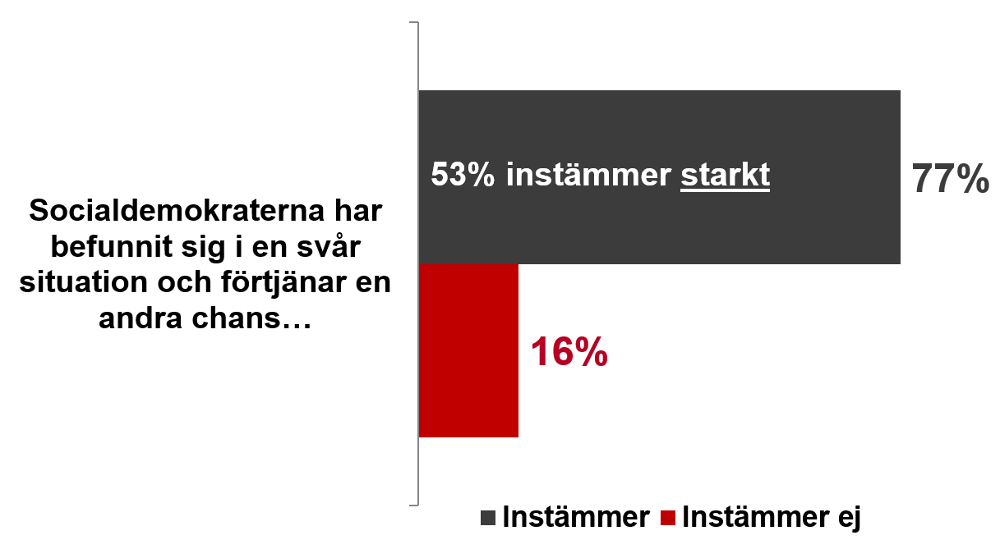 Socialdemokraterna har
befunnit sig i en svår
situation och förtjänar en
andra chans…
53% instämmer starkt
77%
16%
Instämmer
Instämmer ej